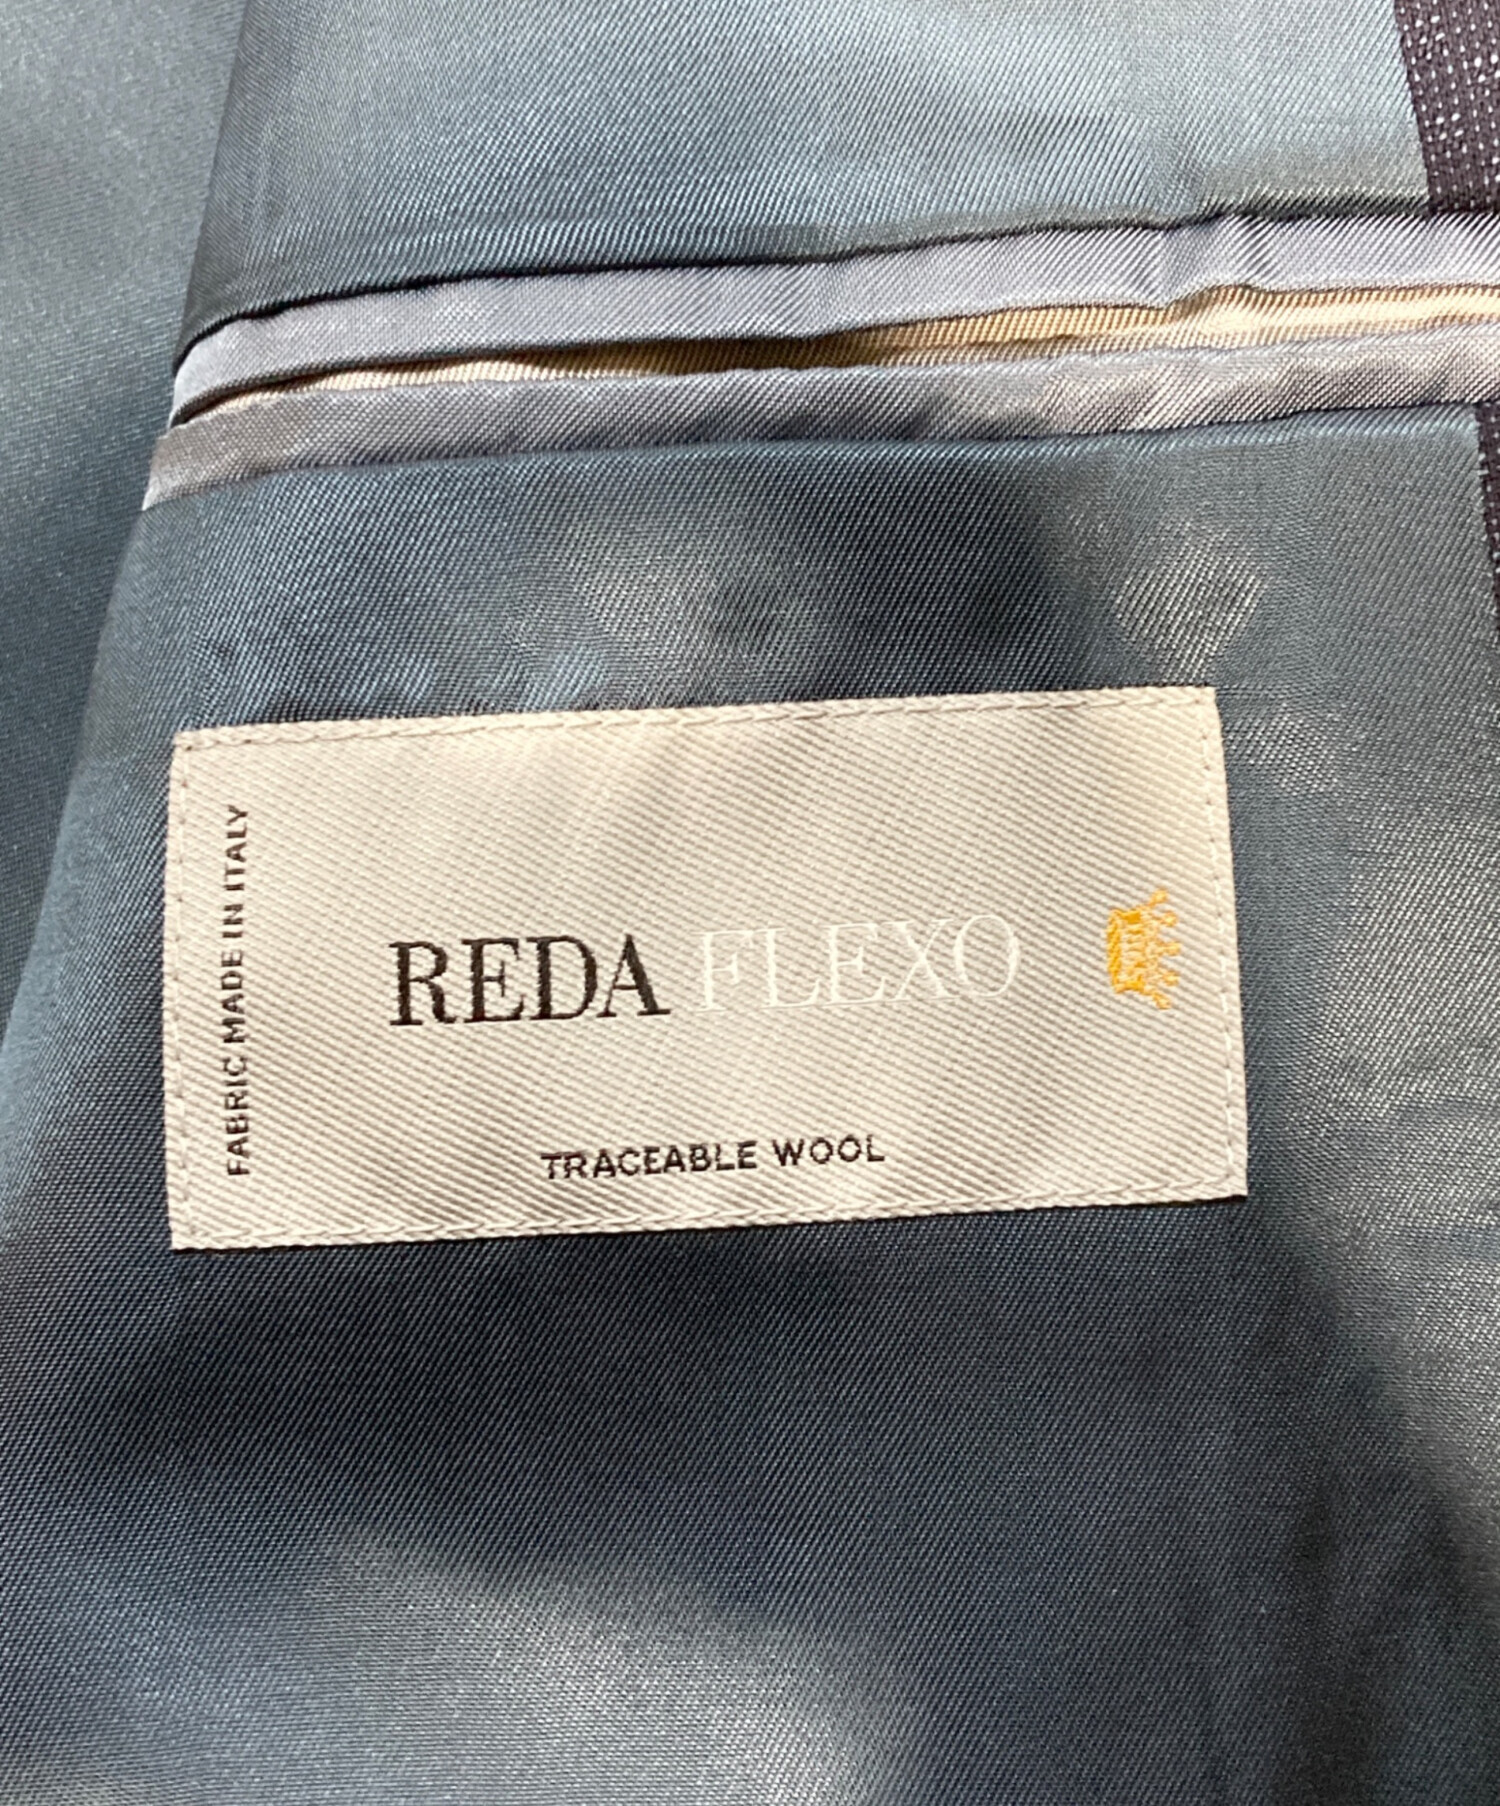 FABRIC MADE IN ITALY
REDA FLEXO
TRACEABLE WOOL